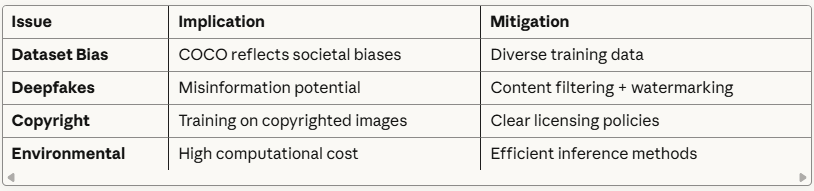 Issue Implication Mitigation
Dataset Bias COCO reflects societal biases Diverse training data
Deepfakes Misinformation potential Content filtering + watermarking
Copyright Training on copyrighted images Clear licensing policies
Environmental High computational cost Efficient inference methods